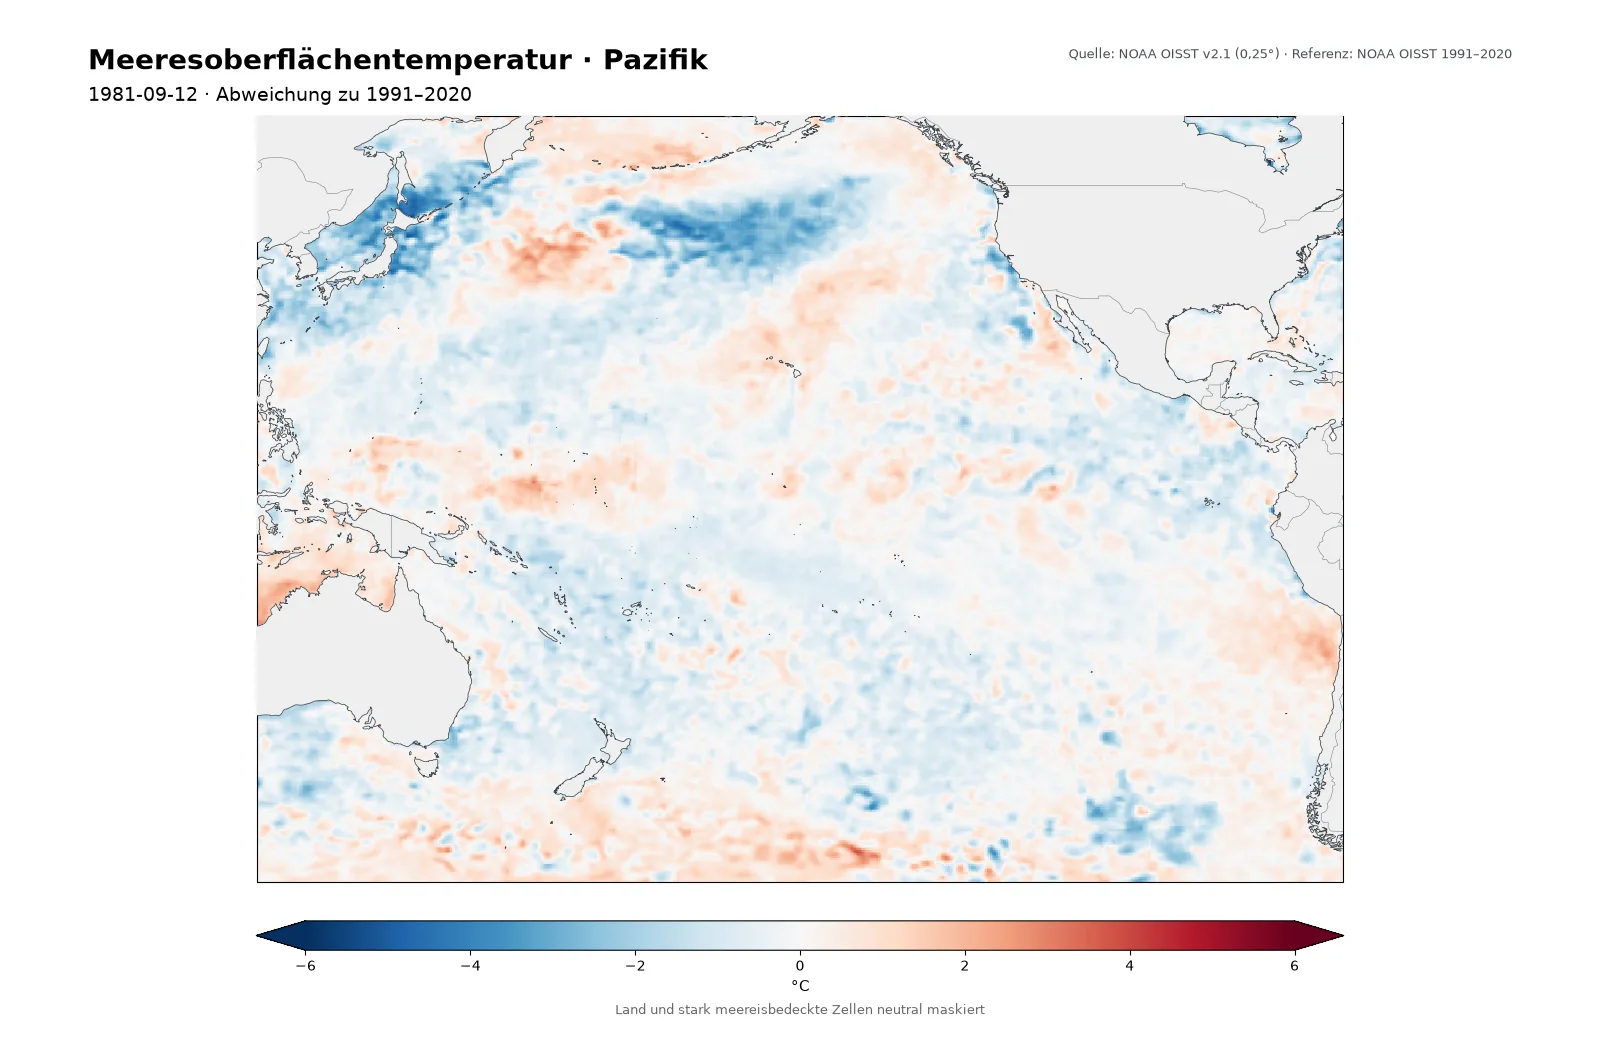 Meeresoberflächentemperatur · Pazifik
Quelle: NOAA OISST v2.1 (0,25°) · Referenz: NOAA OISST 1991–2020
1981-09-12 · Abweichung zu 1991–2020
−6 −4 −2 0 2 4 6
°C
Land und stark meereisbedeckte Zellen neutral maskiert